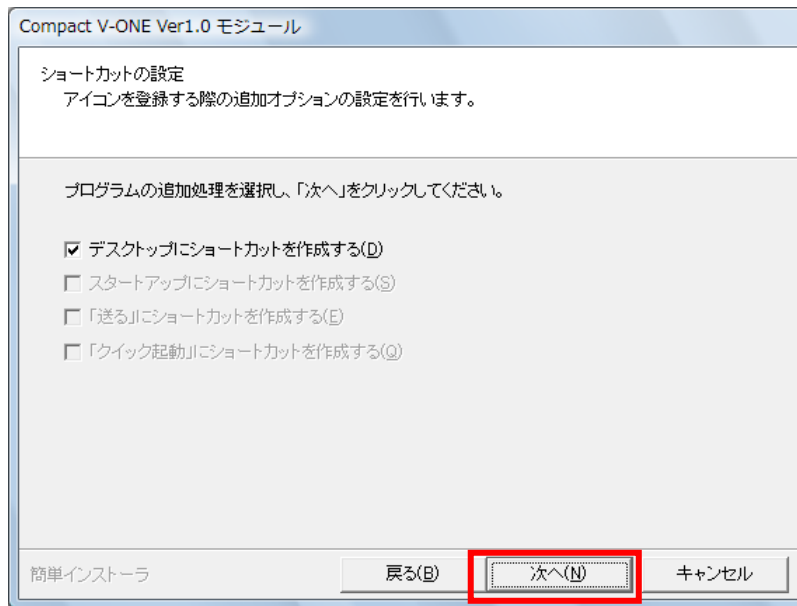 Compact V-ONE Ver1.0 モジュール
ショートカットの設定
アイコンを登録する際の追加オプションの設定を行います。
プログラムの追加処理を選択し、「次へ」をクリックしてください。
デスクトップにショートカットを作成する(D)
スタートアップにショートカットを作成する(S)
「送る」にショートカットを作成する(E)
「クイック起動」にショートカットを作成する(Q)
簡単インストーラ
戻る(B)
次へ(N)
キャンセル